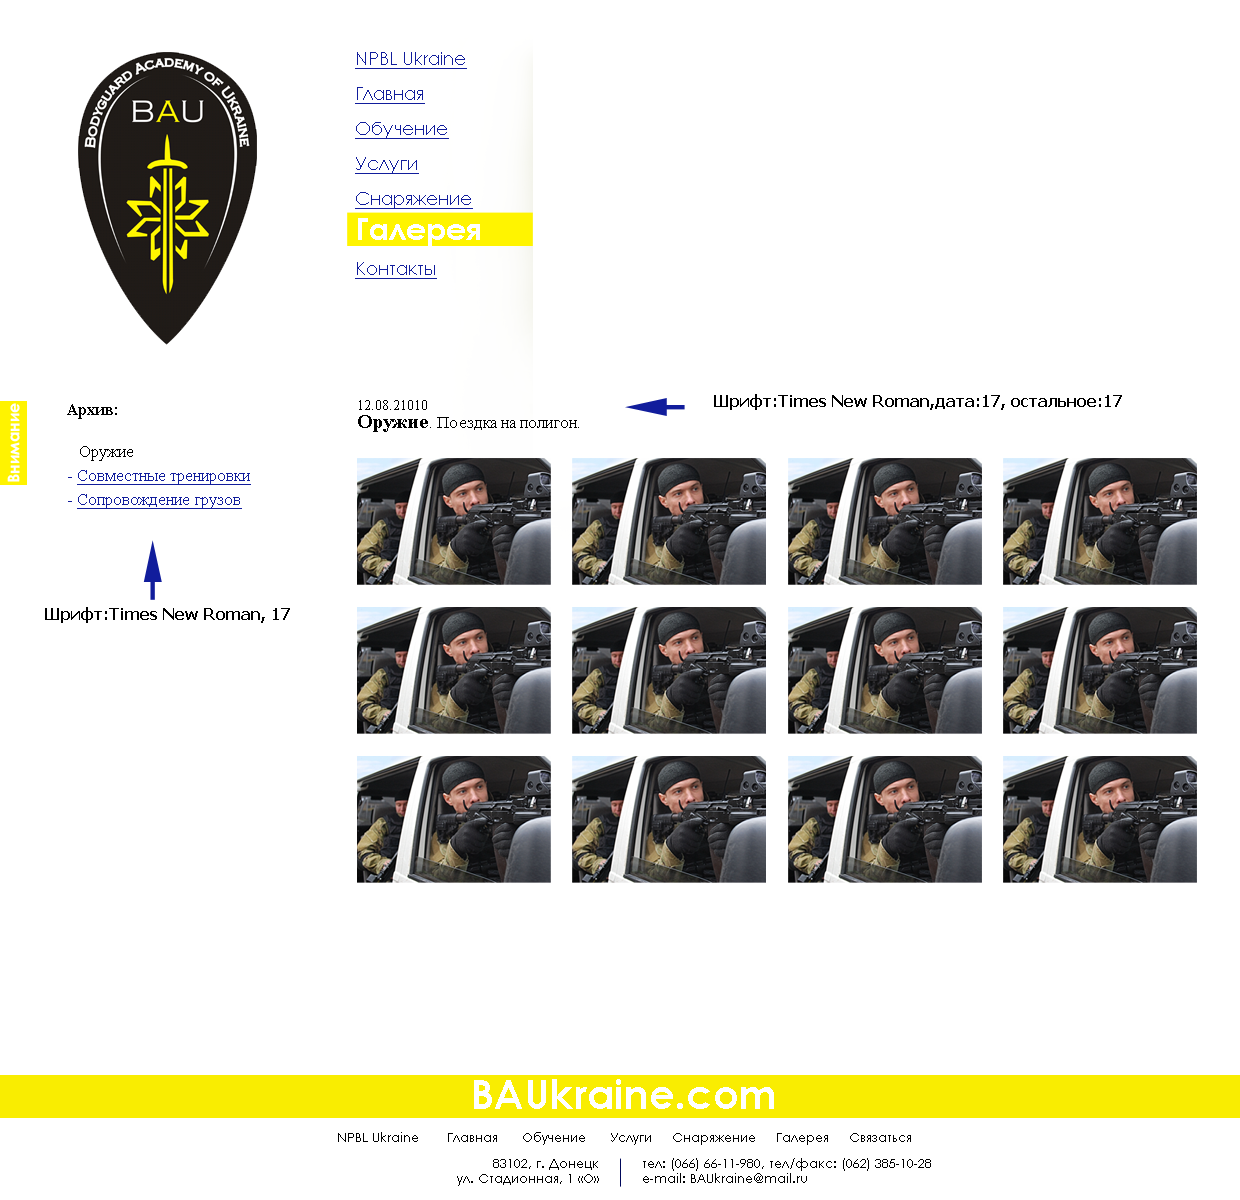 BODYGUARD ACADEMY OF UKRAINE
BAU
NPBL Ukraine
Главная
Обучение
Услуги
Снаряжение
Галерея
Контакты
Внимание
Архив:
Оружие
- Совместные тренировки
- Сопровождение грузов
Шрифт:Times New Roman, 17
12.08.21010
Оружие. Поездка на полигон.
Шрифт:Times New Roman,дата:17, остальное:17
BAUkraine.com
NPBL Ukraine Главная Обучение Услуги Снаряжение Галерея Связаться
83102, г. Донецк
ул. Стадионная, 1 «О»
тел: (066) 66-11-980, тел/факс: (062) 385-10-28
e-mail: BAUkraine@mail.ru